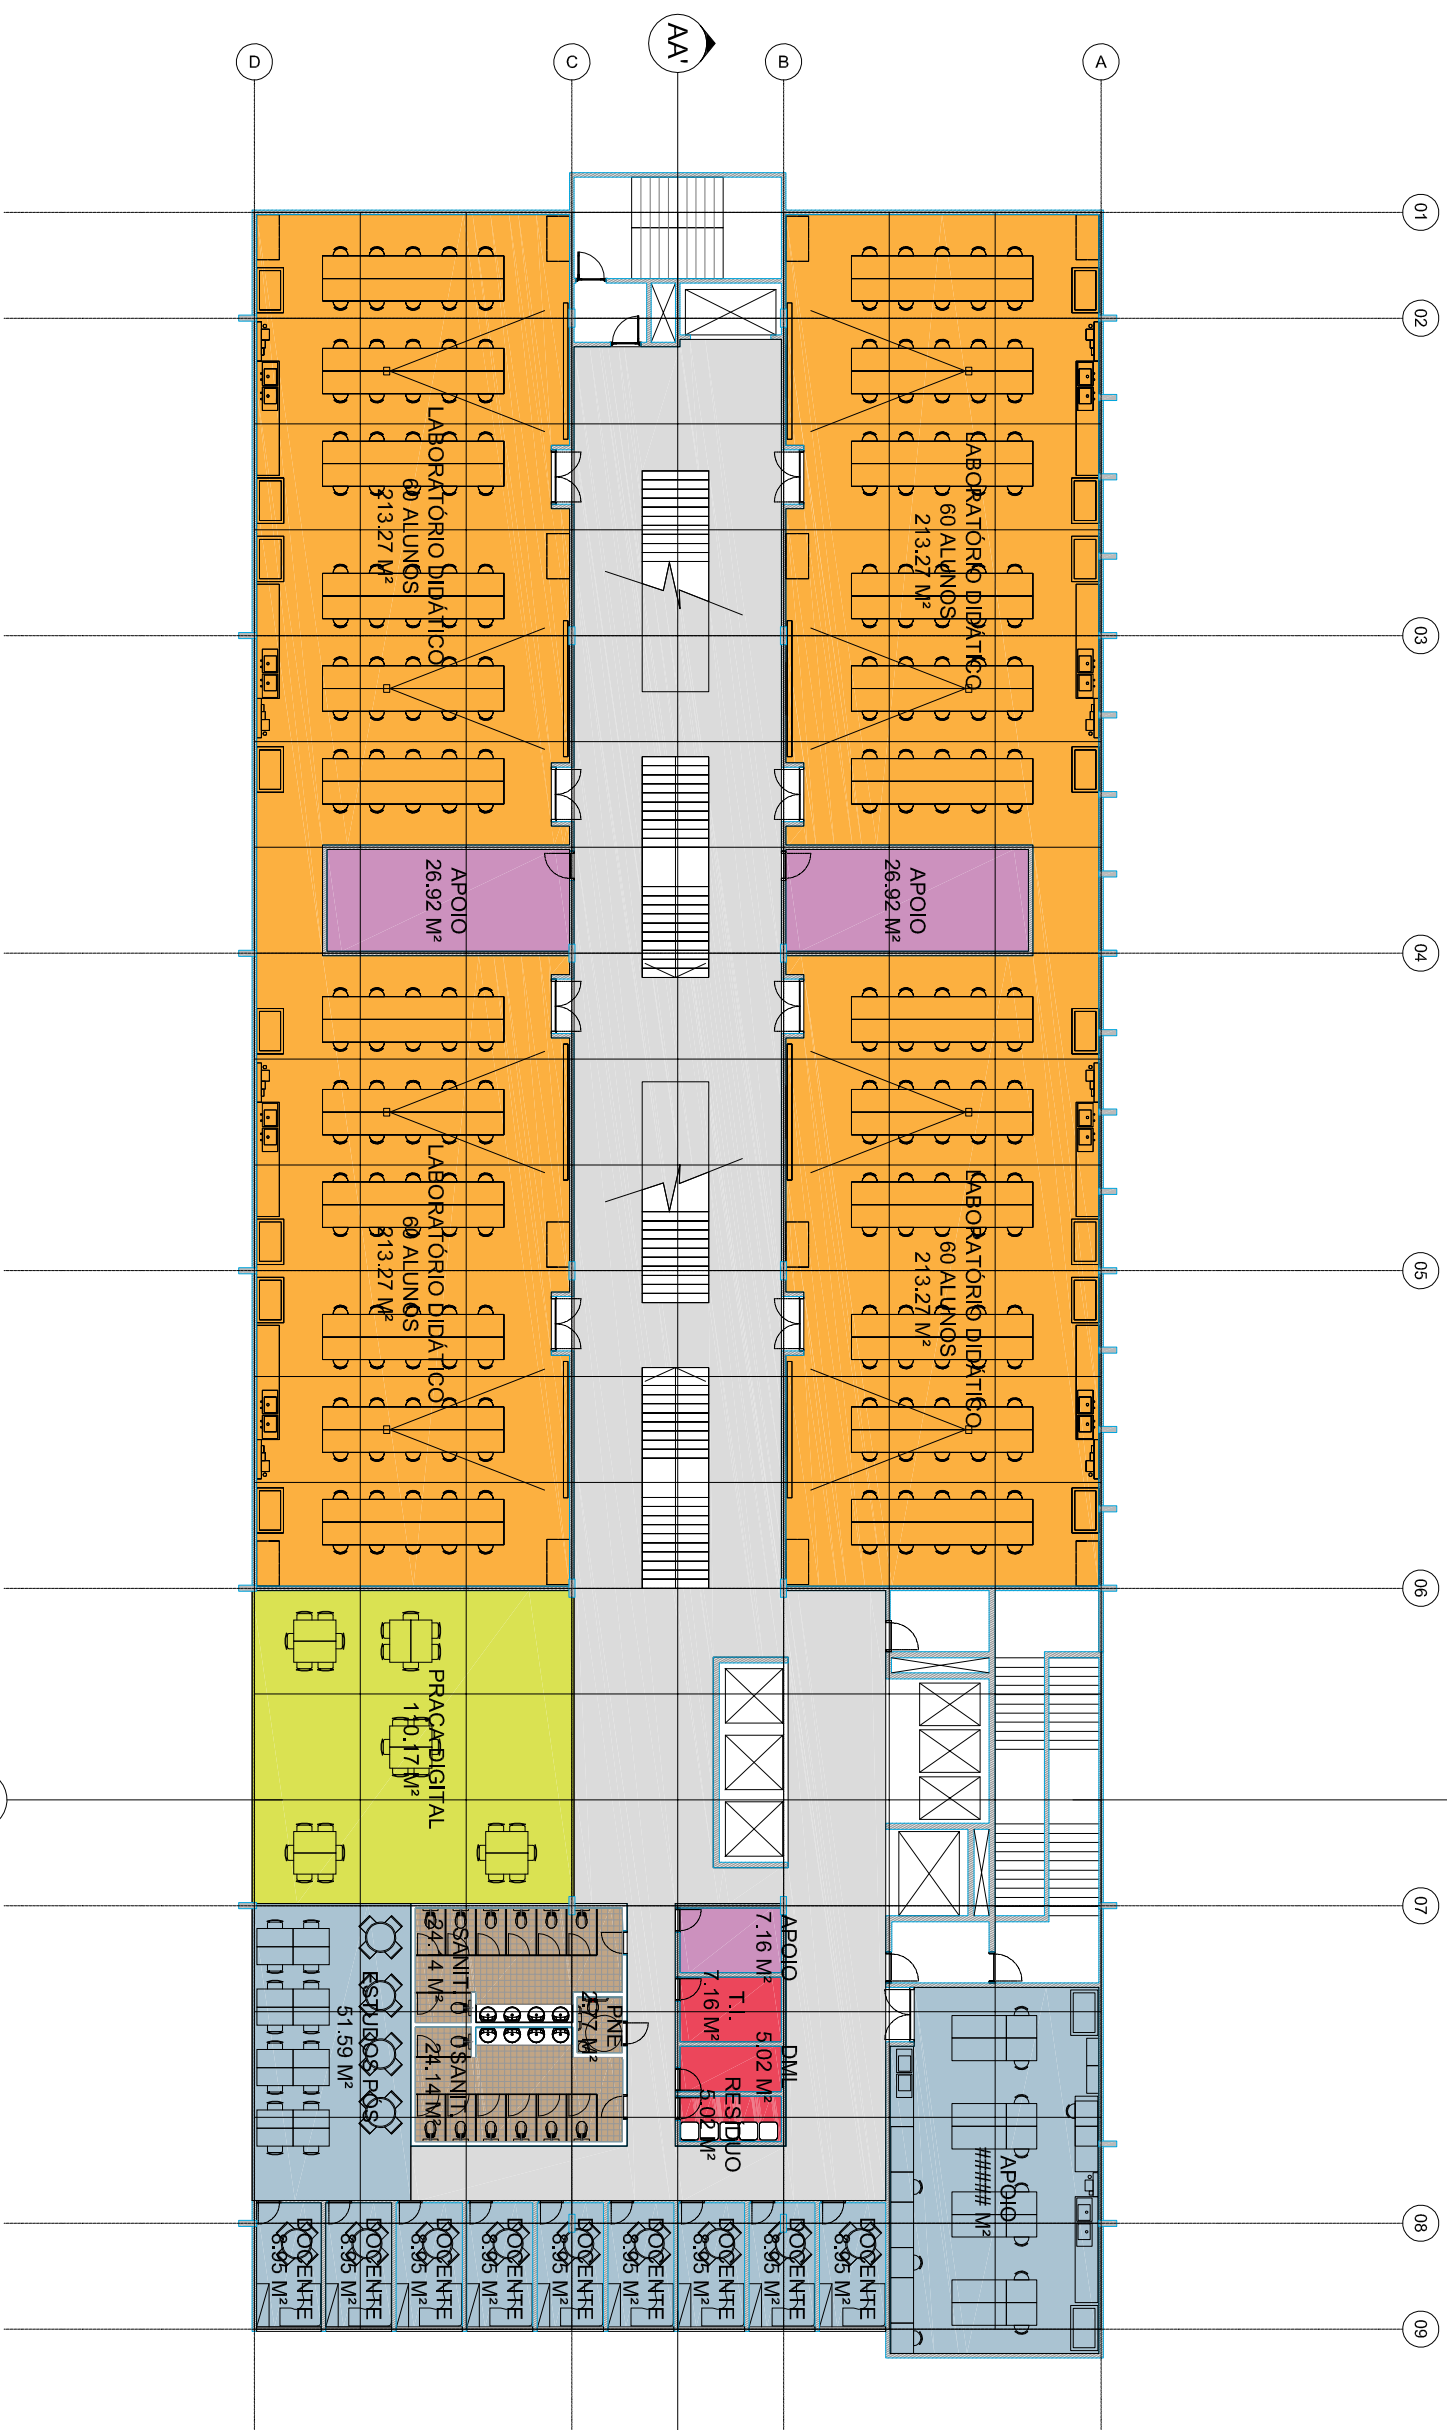 AA'
D
C
B
A
01
02
03
04
05
06
07
08
09
LABORATÓRIO DIDÁTICO
60 ALUNOS
213.27 M²
LABORATÓRIO DIDÁTICO
60 ALUNOS
213.27 M²
APOIO
26.92 M²
APOIO
26.92 M²
LABORATÓRIO DIDÁTICO
60 ALUNOS
213.27 M²
LABORATÓRIO DIDÁTICO
60 ALUNOS
213.27 M²
PRAÇA DIGITAL
110.17 M²
ESTUDOS PÓS
51.59 M²
SANIT.
24.14 M²
SANIT.
24.14 M²
PNE
2.77 M²
APOIO
7.16 M²
T.I.
7.16 M²
DML
5.02 M²
RESÍDUO
5.02 M²
APOIO
##### M²
DOCENTE
8.95 M²
DOCENTE
8.95 M²
DOCENTE
8.95 M²
DOCENTE
8.95 M²
DOCENTE
8.95 M²
DOCENTE
8.95 M²
DOCENTE
8.95 M²
DOCENTE
8.95 M²
DOCENTE
8.95 M²